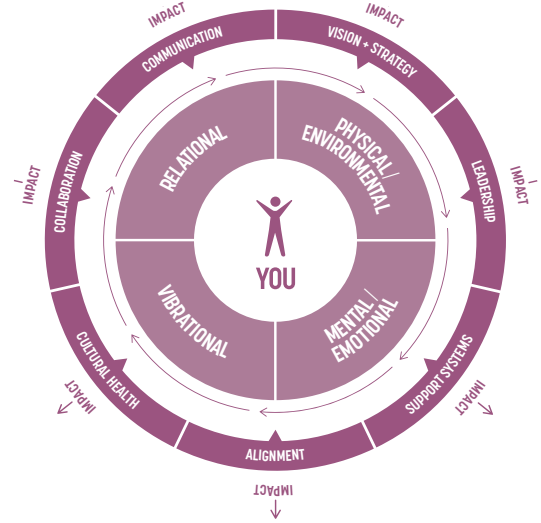 IMPACT
IMPACT
COMMUNICATION
VISION + STRATEGY
RELATIONAL
PHYSICAL/
ENVIRONMENTAL
IMPACT
COLLABORATION
LEADERSHIP
IMPACT
YOU
VIBRATIONAL
MENTAL/
EMOTIONAL
CULTURAL HEALTH
SUPPORT SYSTEMS
IMPACT
IMPACT
ALIGNMENT
IMPACT